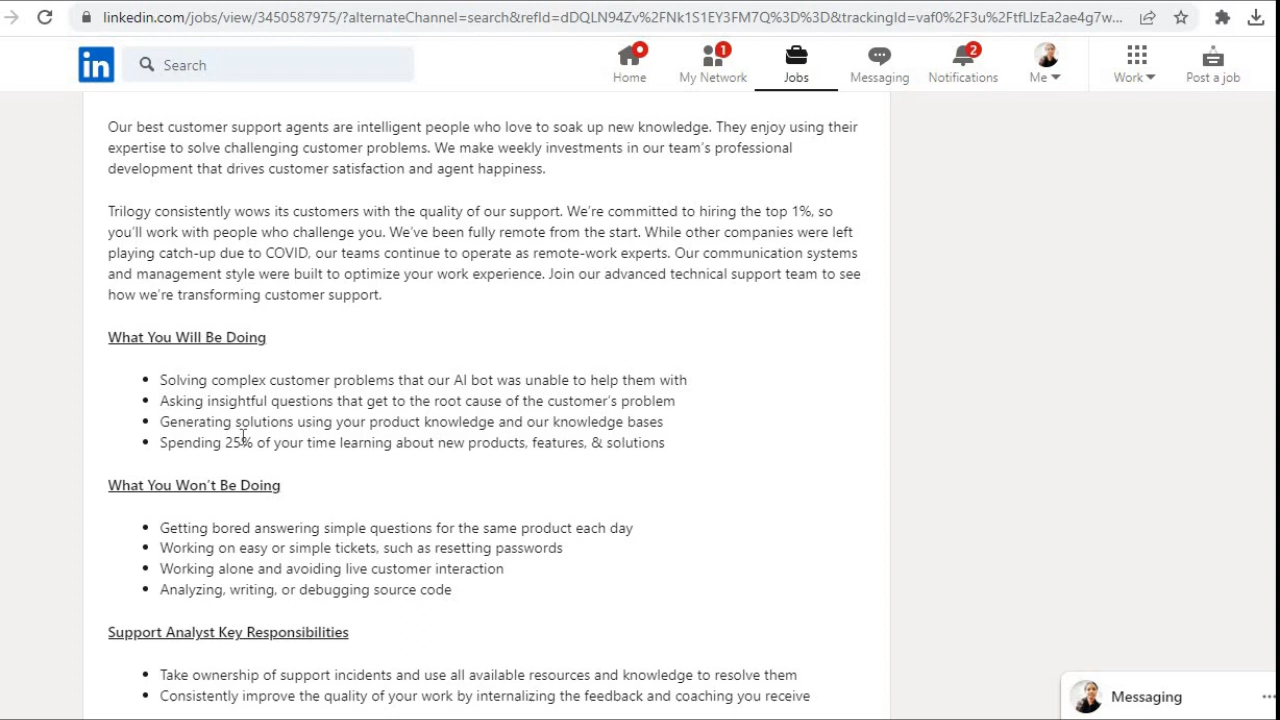 linkedin.com/jobs/view/3450587975/?alternateChannel=search&refId=dDQLN94Zv%2FNk1S1EY3FM7Q%3D%3D&trackingId=vaf0%2F3u%2FtfLlzEa2ae4g7w...
in
Search
Home
1
My Network
Jobs
Messaging
2
Notifications
Me
Work
Post a job
Our best customer support agents are intelligent people who love to soak up new knowledge. They enjoy using their
expertise to solve challenging customer problems. We make weekly investments in our team's professional
development that drives customer satisfaction and agent happiness.
Trilogy consistently wows its customers with the quality of our support. We're committed to hiring the top 1%, so
you'll work with people who challenge you. We've been fully remote from the start. While other companies were left
playing catch-up due to COVID, our teams continue to operate as remote-work experts. Our communication systems
and management style were built to optimize your work experience. Join our advanced technical support team to see
how we're transforming customer support.
What You Will Be Doing
• Solving complex customer problems that our AI bot was unable to help them with
• Asking insightful questions that get to the root cause of the customer's problem
• Generating solutions using your product knowledge and our knowledge bases
• Spending 25% of your time learning about new products, features, & solutions
What You Won't Be Doing
• Getting bored answering simple questions for the same product each day
• Working on easy or simple tickets, such as resetting passwords
• Working alone and avoiding live customer interaction
• Analyzing, writing, or debugging source code
Support Analyst Key Responsibilities
• Take ownership of support incidents and use all available resources and knowledge to resolve them
• Consistently improve the quality of your work by internalizing the feedback and coaching you receive
Messaging